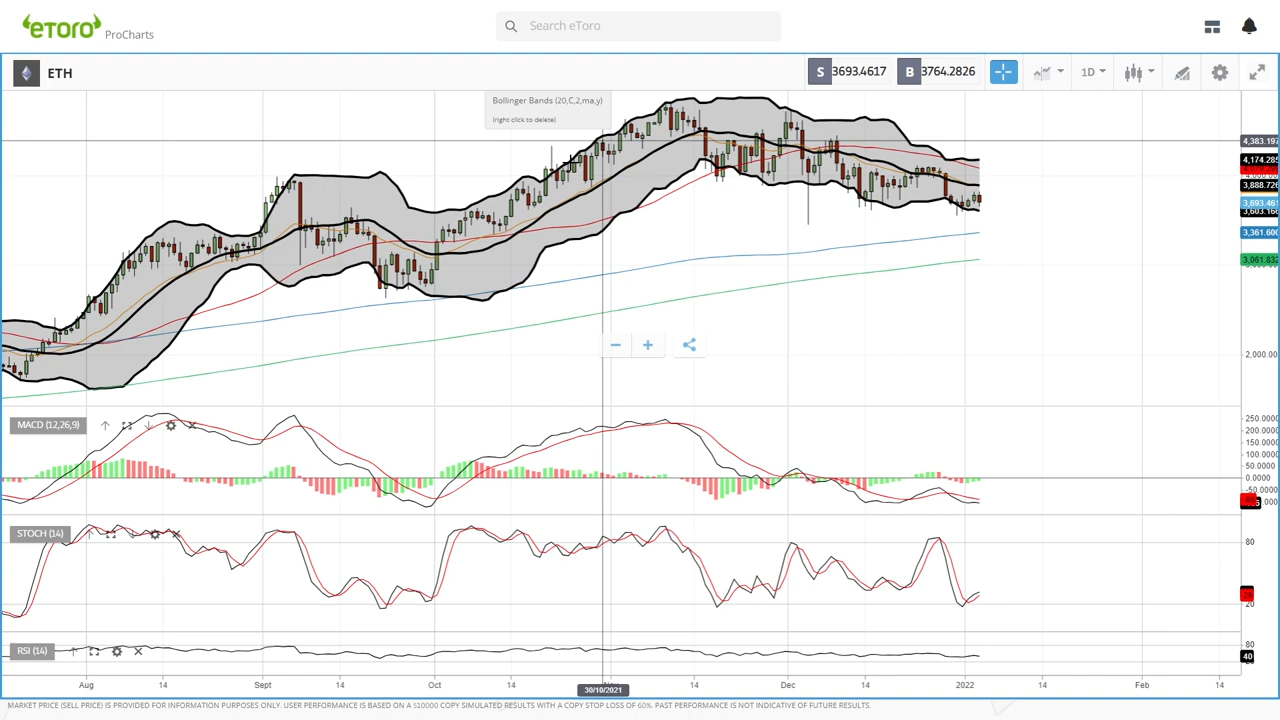 eToro ProCharts
Search eToro
ETH
S 3693.4617 B 3764.2826
1D
Bollinger Bands (20,C,2,ma,y)
(right click to delete)
4,383.197
4,174.285
3,888.726
3,693.461
3,603.166
3,361.600
3,061.832
2,000.00
MACD (12,26,9)
250.0000
200.0000
150.0000
100.0000
50.0000
0.0000
-50.0000
STOCH (14)
80
20
RSI (14)
80
40
Aug 14 Sept 14 Oct 14 30/10/2021 14 Dec 14 2022 14 Feb 14
MARKET PRICE (SELL PRICE) IS PROVIDED FOR INFORMATION PURPOSES ONLY. USER PERFORMANCE IS BASED ON A $10000 COPY SIMULATED RESULTS WITH A COPY STOP LOSS OF 60%. PAST PERFORMANCE IS NOT INDICATIVE OF FUTURE RESULTS.